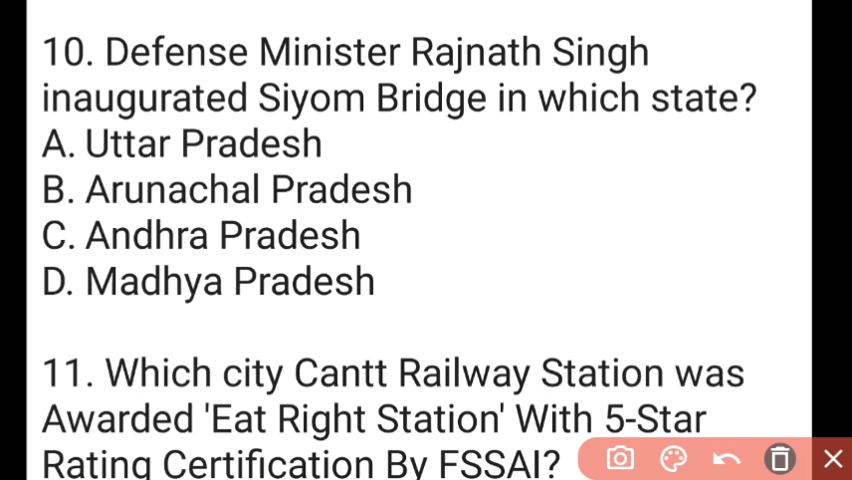 10. Defense Minister Rajnath Singh
inaugurated Siyom Bridge in which state?
A. Uttar Pradesh
B. Arunachal Pradesh
C. Andhra Pradesh
D. Madhya Pradesh
11. Which city Cantt Railway Station was
Awarded 'Eat Right Station' With 5-Star
Rating Certification By FSSAI?